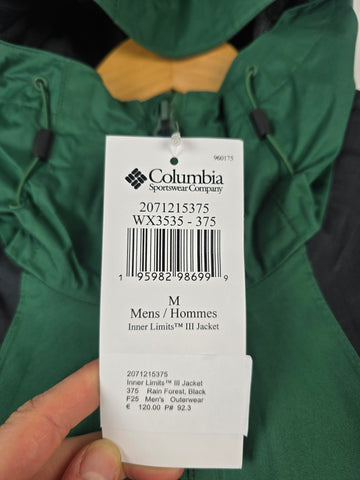 960175
Columbia
Sportswear Company
2071215375
WX3535 - 375
1 95982 98699 9
M
Mens / Hommes
Inner Limits™ III Jacket
2071215375
Inner Limits™ III Jacket
375 Rain Forest, Black
F25 Men's Outerwear
€ 120.00 P# 92.3